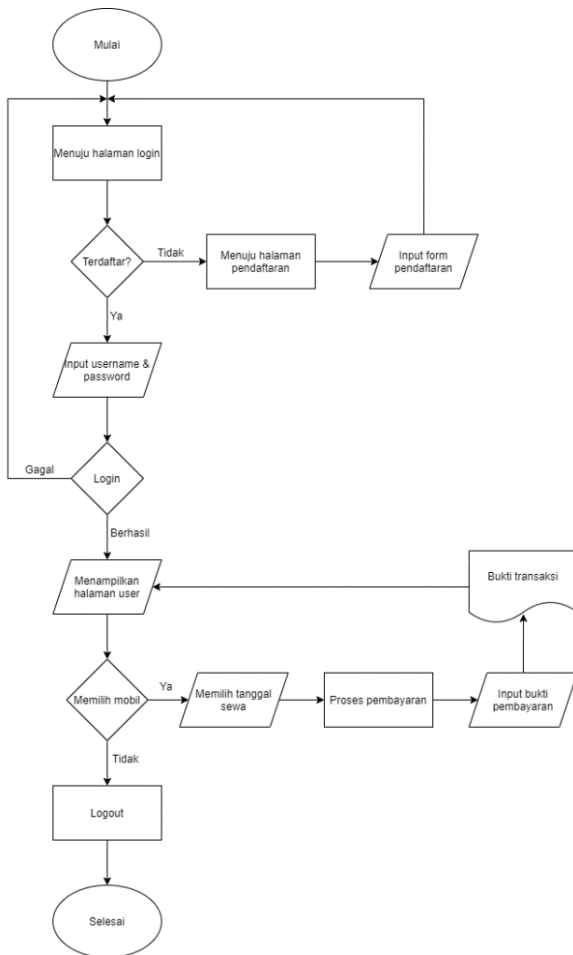 Mulai
Menuju halaman login
Terdaftar?
Tidak
Menuju halaman
pendaftaran
Input form
pendaftaran
Ya
Input username &
password
Login
Gagal
Berhasil
Menampilkan
halaman user
Bukti transaksi
Memilih mobil
Ya
Memilih tanggal
sewa
Proses pembayaran
Input bukti
pembayaran
Tidak
Logout
Selesai